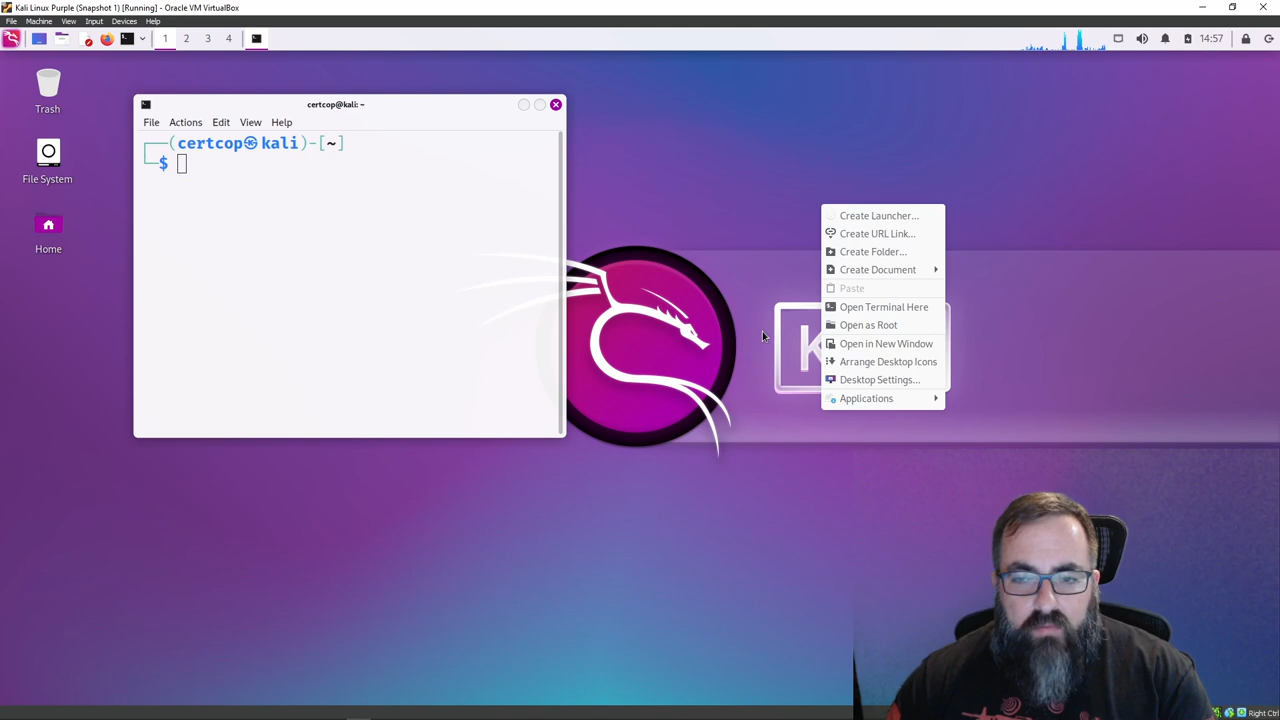 Kali Linux Purple (Snapshot 1) [Running] - Oracle VM VirtualBox
File Machine View Input Devices Help
1 2 3 4 14:57
Trash
File System
Home
certcop@kali: ~
File Actions Edit View Help
(certcop㉿kali)-[~]
$
Create Launcher...
Create URL Link...
Create Folder...
Create Document
Paste
Open Terminal Here
Open as Root
Open in New Window
Arrange Desktop Icons
Desktop Settings...
Applications
K
Right Ctrl